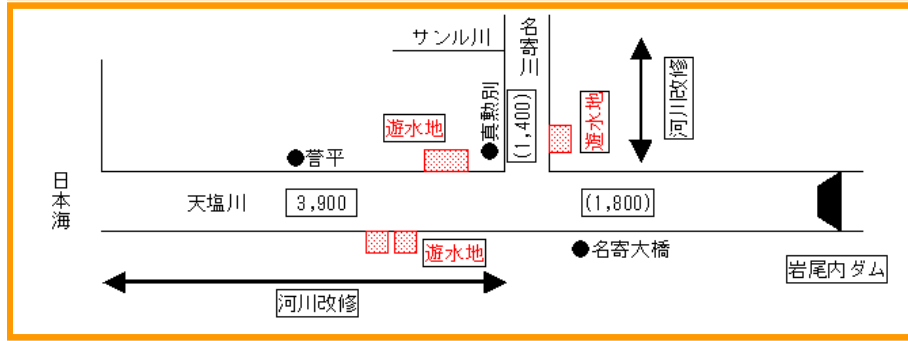 サンル川
名寄川
河川改修
遊水地
真勲別
(1,400)
遊水地
●誉平
日本海
天塩川
3,900
(1,800)
遊水地
●名寄大橋
岩尾内ダム
河川改修